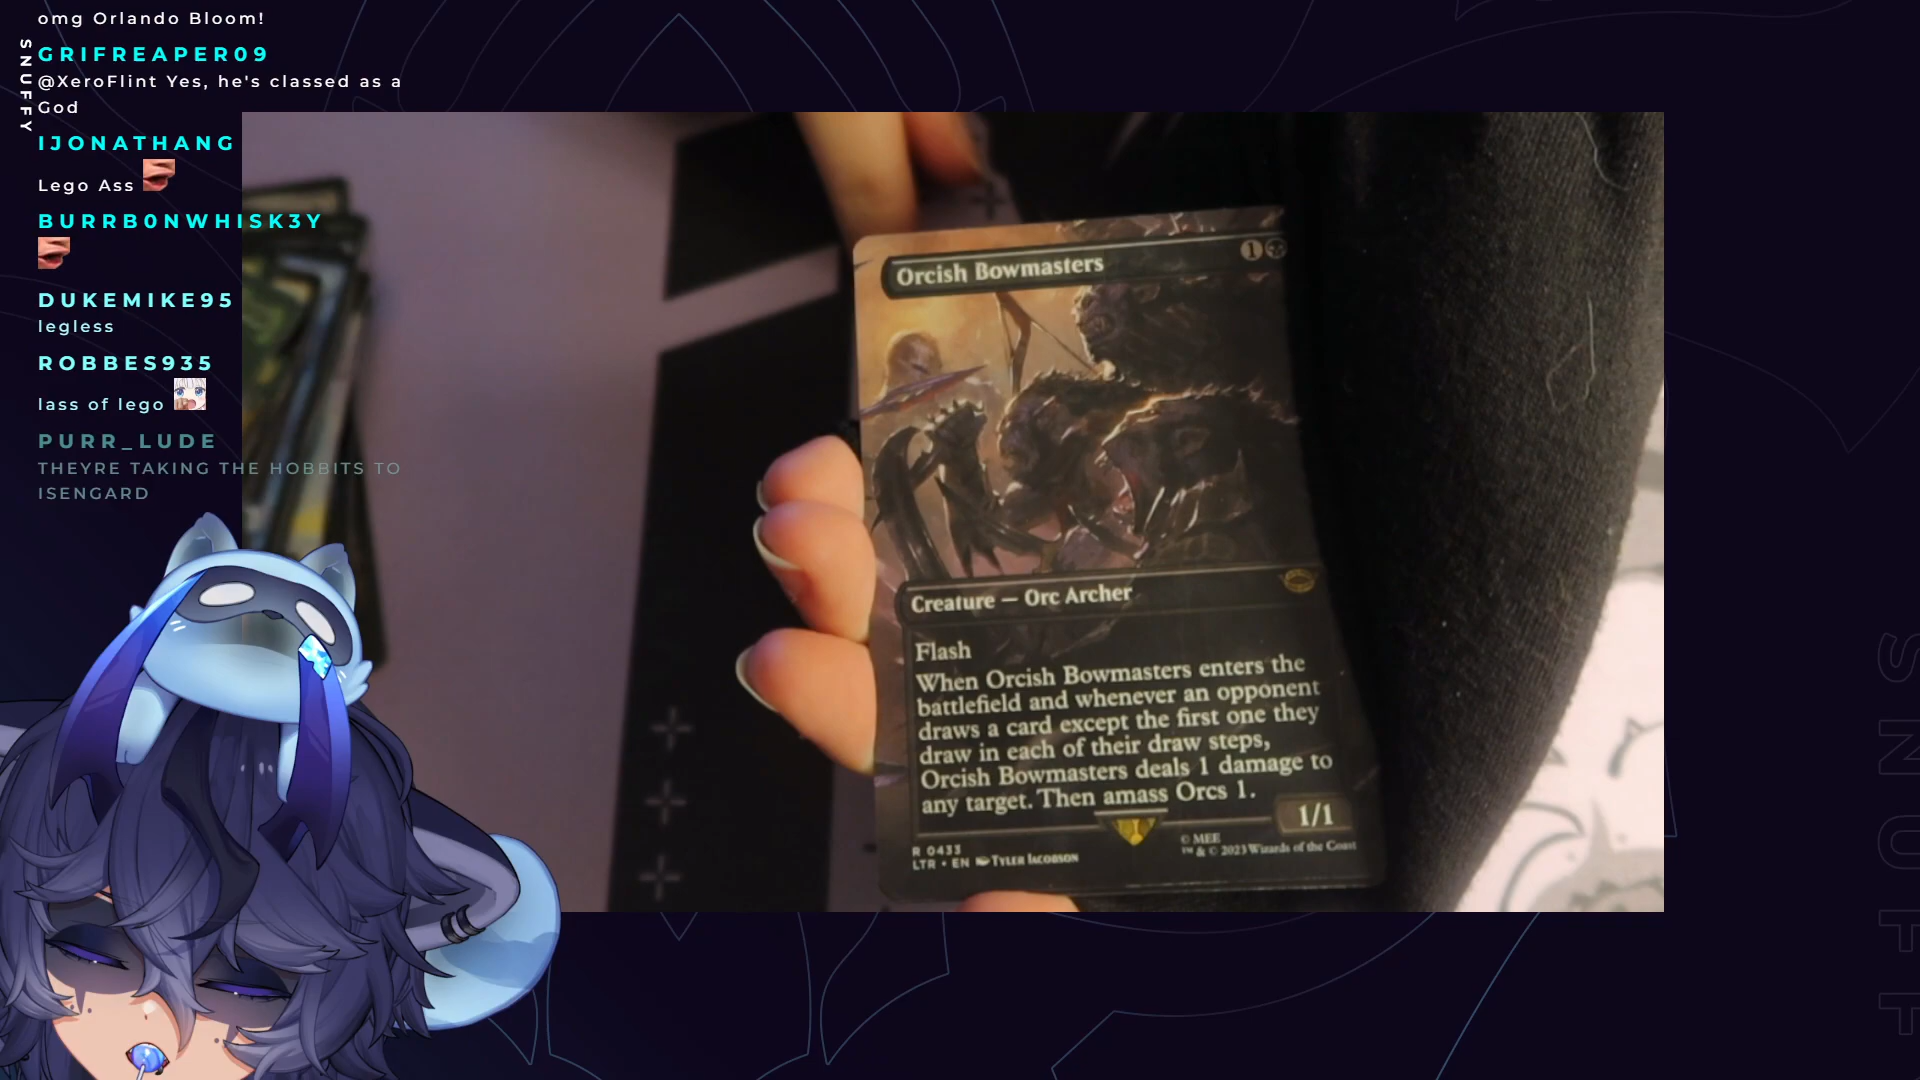 omg Orlando Bloom!
SNUFFY
GRIFREAPER09
@XeroFlint Yes, he's classed as a
God
IJONATHANG
Lego Ass
BURRB0NWHISK3Y
DUKEMIKE95
legless
ROBBES935
lass of lego
PURR_LUDE
THEYRE TAKING THE HOBBITS TO
ISENGARD
Orcish Bowmasters
1
Creature — Orc Archer
Flash
When Orcish Bowmasters enters the
battlefield and whenever an opponent
draws a card except the first one they
draw in each of their draw steps,
Orcish Bowmasters deals 1 damage to
any target. Then amass Orcs 1.
1/1
R 0433
LTR • EN Tyler Jacobson
© MEE
™ & © 2023 Wizards of the Coast
SNUFF